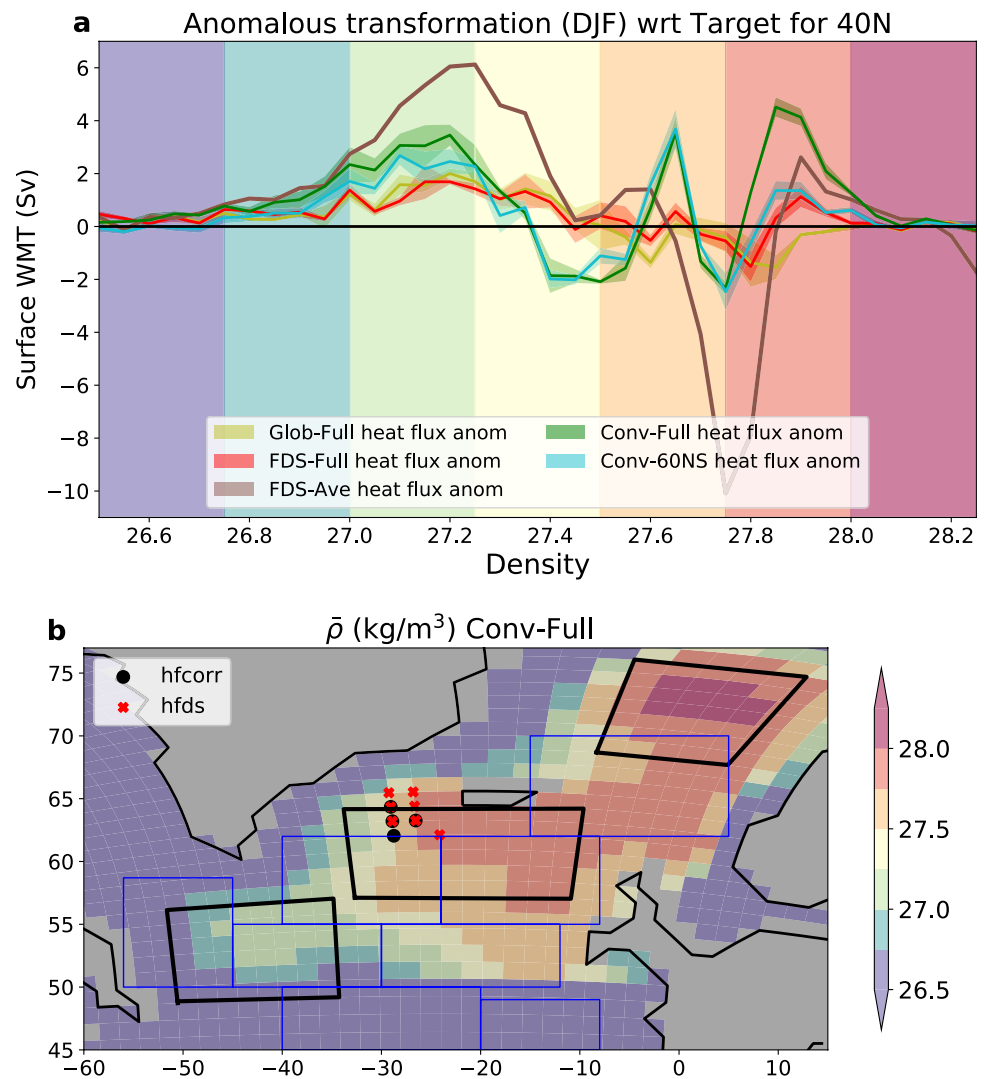 a Anomalous transformation (DJF) wrt Target for 40N
6
4
2
0
−2
−4
−6
−8
−10
Surface WMT (Sv)
Glob-Full heat flux anom
FDS-Full heat flux anom
FDS-Ave heat flux anom
Conv-Full heat flux anom
Conv-60NS heat flux anom
26.6 26.8 27.0 27.2 27.4 27.6 27.8 28.0 28.2
Density
b ρ̄ (kg/m³) Conv-Full
hfcorr
hfds
75
70
65
60
55
50
45
−60 −50 −40 −30 −20 −10 0 10
28.0
27.5
27.0
26.5